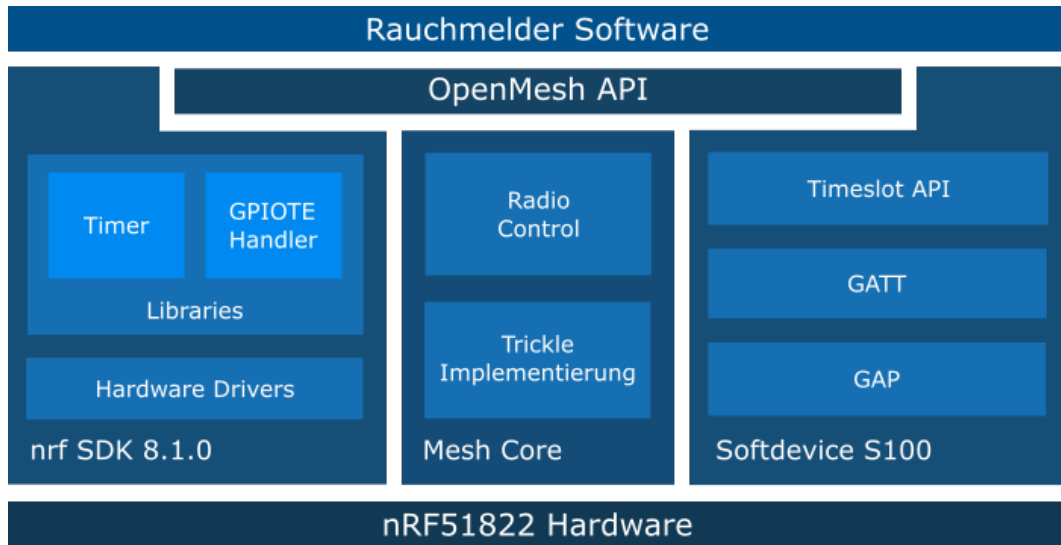 Rauchmelder Software
OpenMesh API
Timer
GPIOTE
Handler
Libraries
Hardware Drivers
nrf SDK 8.1.0
Radio
Control
Trickle
Implementierung
Mesh Core
Timeslot API
GATT
GAP
Softdevice S100
nRF51822 Hardware